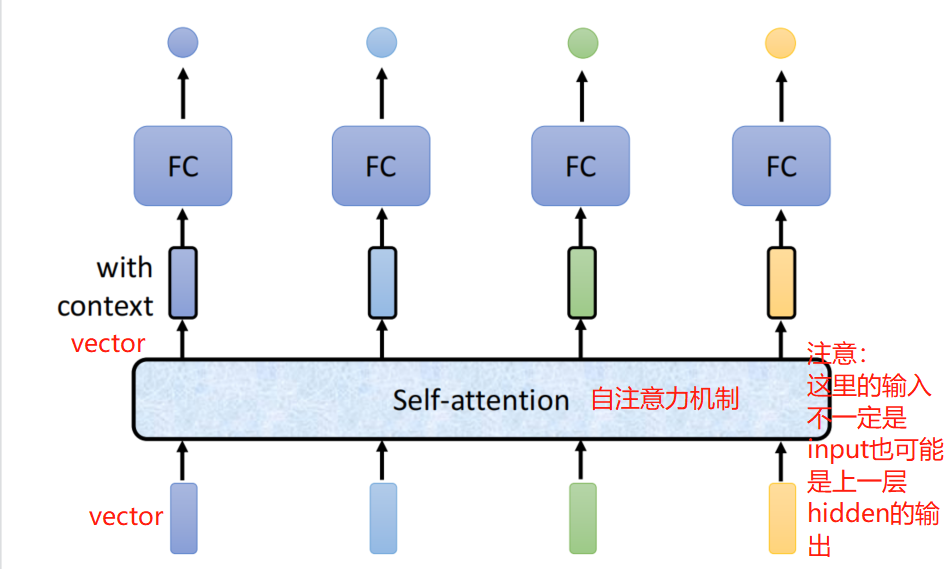 FC
FC
FC
FC
with
context
vector
Self-attention 自注意力机制
注意：
这里的输入
不一定是
input也可能
是上一层
hidden的输
出
vector